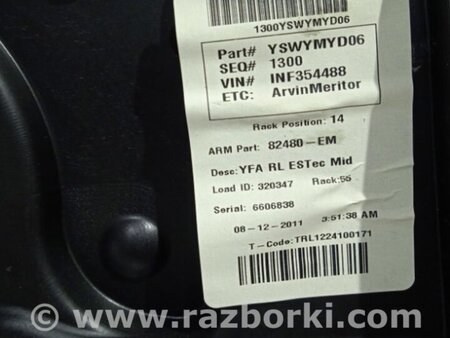 1300YSWYMYD06
Part# YSWYMYD06
SEQ# 1300
VIN# INF354488
ETC: ArvinMeritor
Rack Position: 14
ARM Part: 82480-EM
Desc: YFA RL ESTec Mid
Load ID: 320347 Rack: 55
Serial: 6606838
08-12-2011 3:51:38 AM
T-Code: TRL1224100171
© www.razborki.com